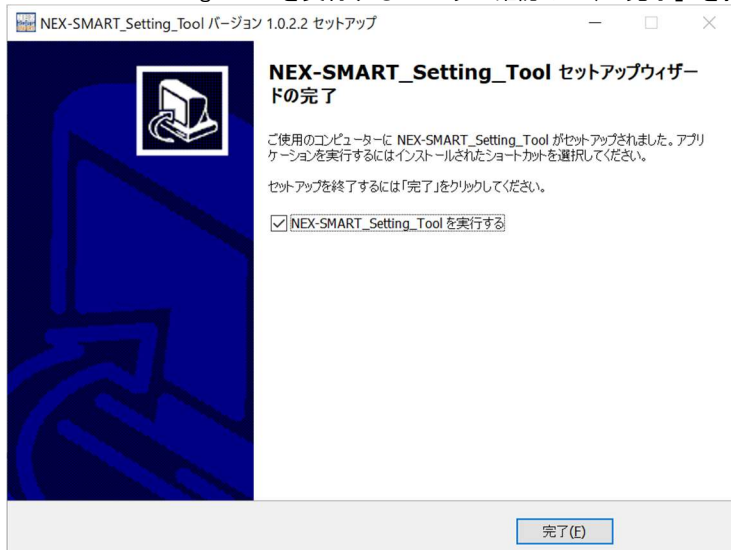 NEX-SMART_Setting_Tool バージョン 1.0.2.2 セットアップ
NEX-SMART_Setting_Tool セットアップウィザー
ドの完了
ご使用のコンピューターに NEX-SMART_Setting_Tool がセットアップされました。アプリ
ケーションを実行するにはインストールされたショートカットを選択してください。
セットアップを終了するには「完了」をクリックしてください。
NEX-SMART_Setting_Tool を実行する
完了(F)